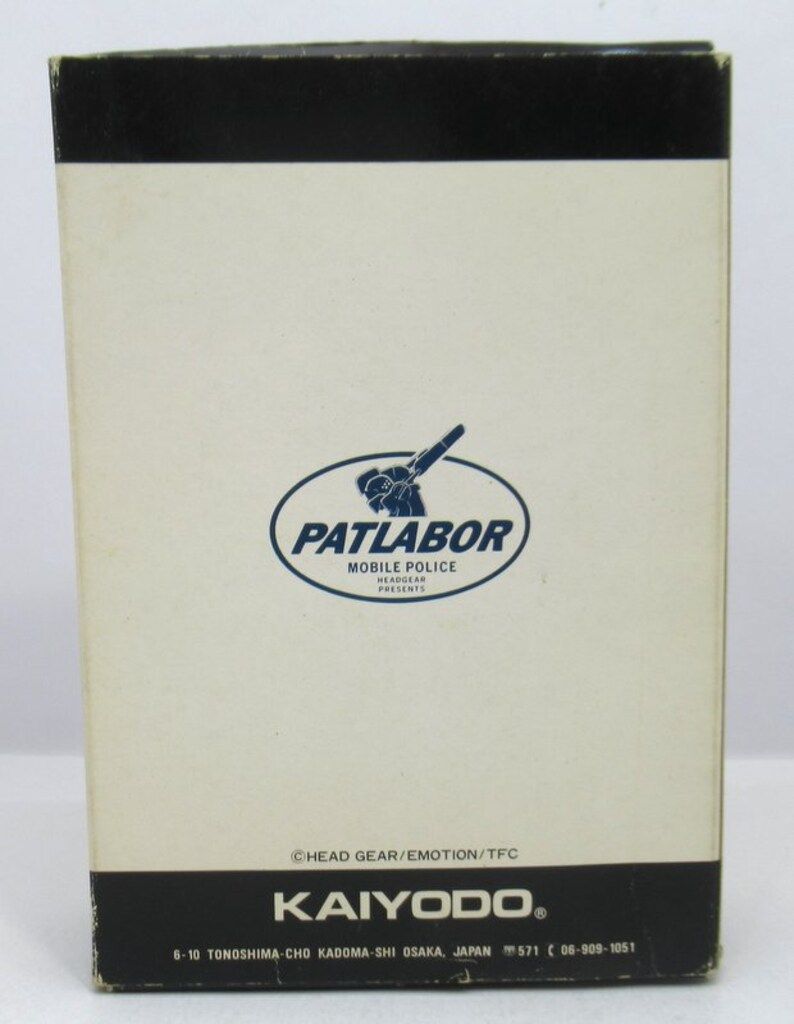 PATLABOR
MOBILE POLICE
HEADGEAR
PRESENTS
©HEAD GEAR/EMOTION/TFC
KAIYODO®
6-10 TONOSHIMA-CHO KADOMA-SHI OSAKA, JAPAN 〠571 ☎ 06-909-1051